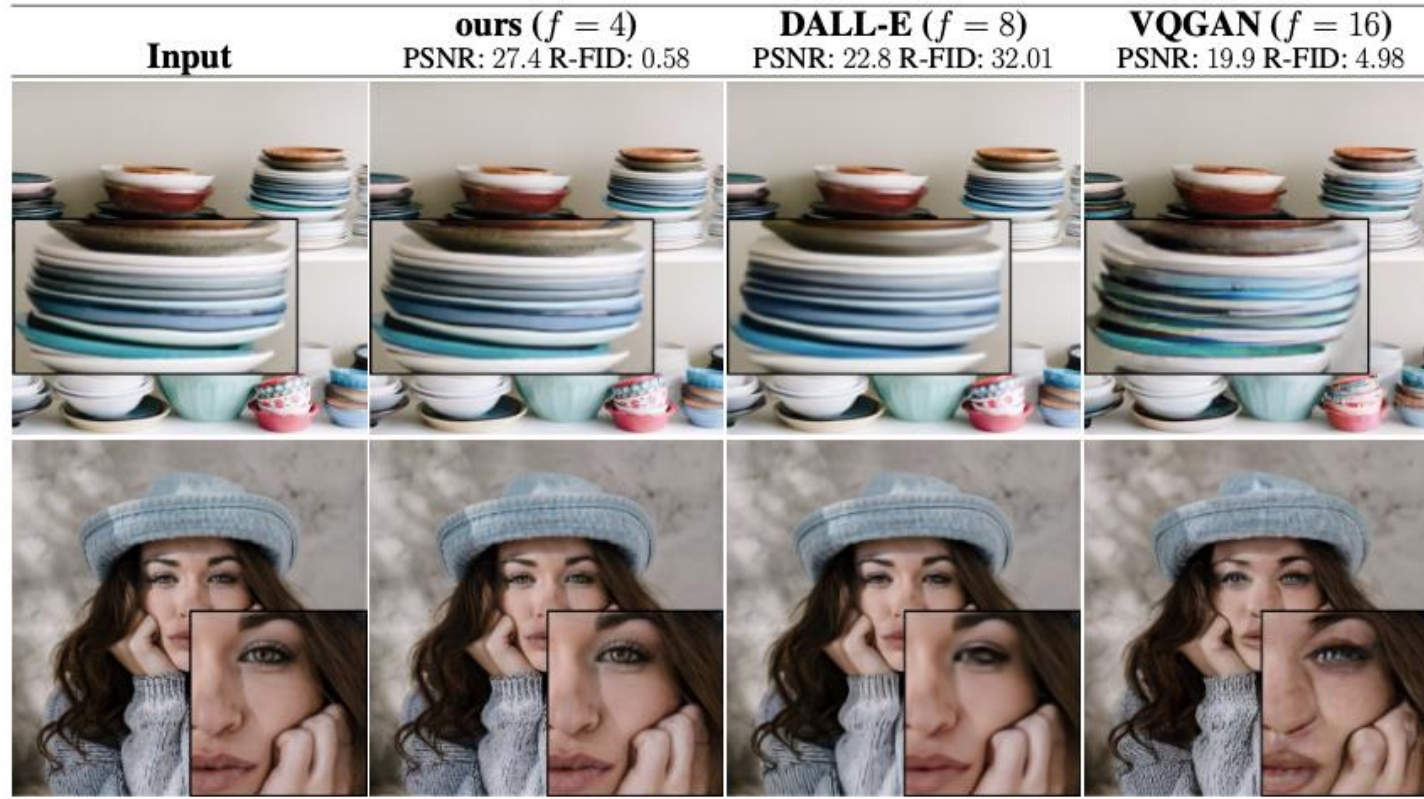 Input
ours (f = 4)
PSNR: 27.4 R-FID: 0.58
DALL-E (f = 8)
PSNR: 22.8 R-FID: 32.01
VQGAN (f = 16)
PSNR: 19.9 R-FID: 4.98